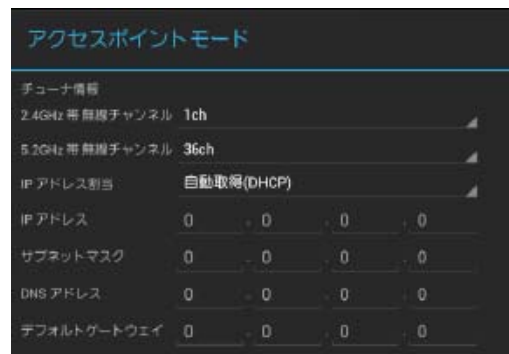 アクセスポイントモード
チューナ情報
2.4GHz 帯 無線チャンネル 1ch
5.2GHz 帯 無線チャンネル 36ch
IP アドレス割当 自動取得(DHCP)
IP アドレス 0 . 0 . 0 . 0
サブネットマスク 0 . 0 . 0 . 0
DNS アドレス 0 . 0 . 0 . 0
デフォルトゲートウェイ 0 . 0 . 0 . 0